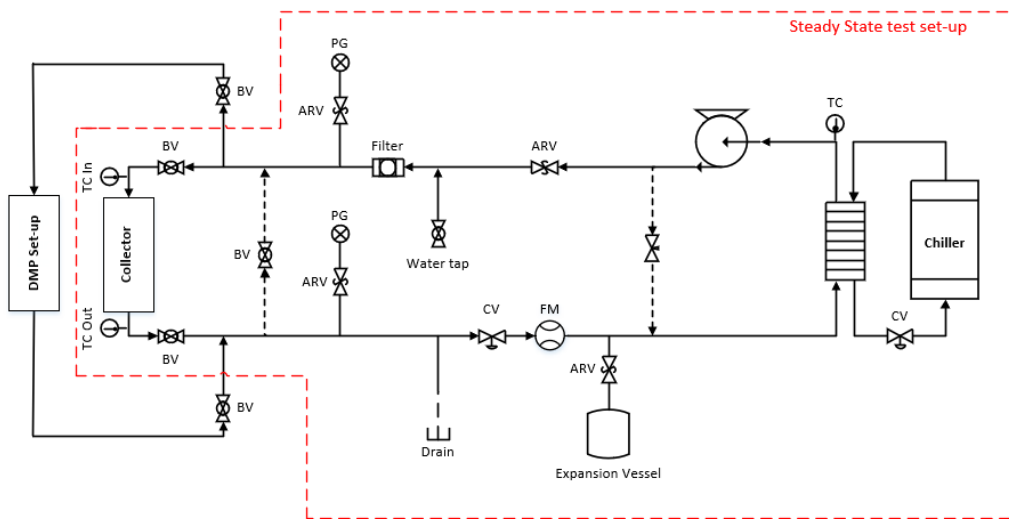 Steady State test set-up
PG
BV
ARV
TC
BV
Filter
ARV
TC In
DMP Set-up
Collector
PG
BV
Water tap
Chiller
ARV
TC Out
CV
FM
CV
BV
ARV
BV
Drain
Expansion Vessel